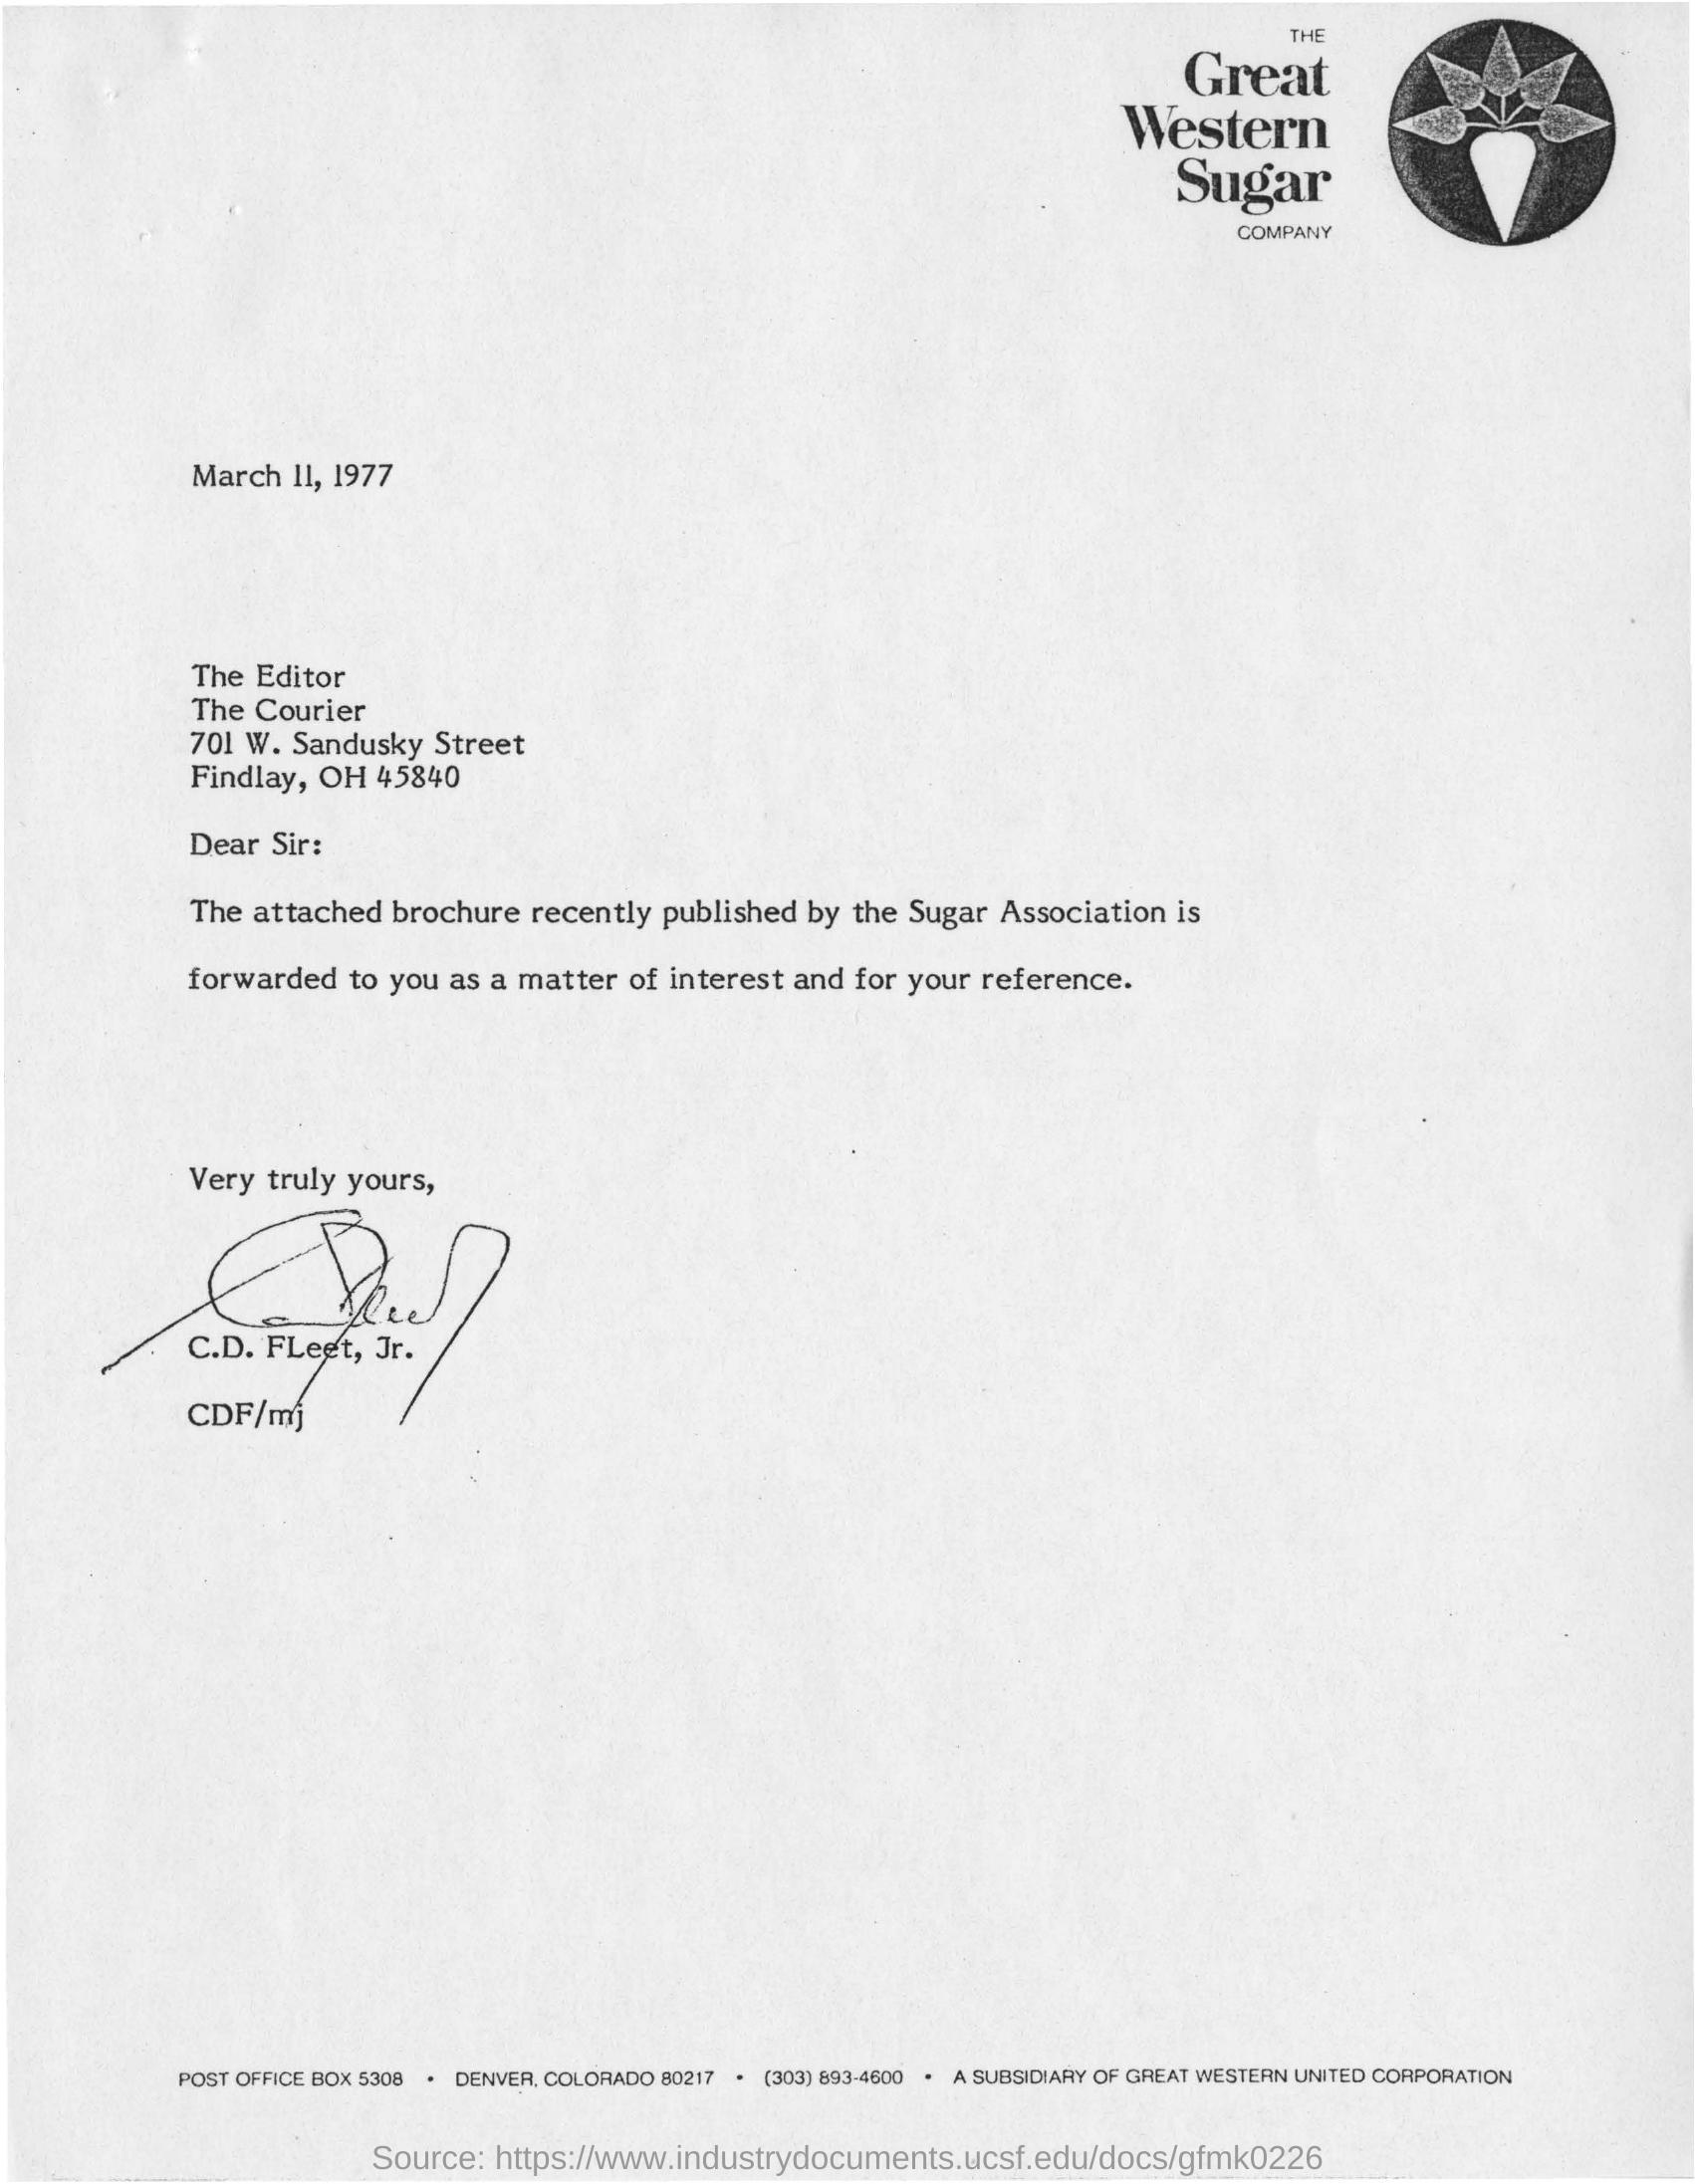 THE
Great
Western
Sugar
COMPANY
March 11, 1977
The Editor
The Courier
701 W. Sandusky Street
Findlay, OH 45840
Dear Sir:
The attached brochure recently published by the Sugar Association is
forwarded to you as a matter of interest and for your reference.
Very truly yours,
C.D. FLeet, Jr.
CDF/mj
POST OFFICE BOX 5308 • DENVER, COLORADO 80217 • (303) 893-4600 • A SUBSIDIARY OF GREAT WESTERN UNITED CORPORATION
Source: https://www.industrydocuments.ucsf.edu/docs/gfmk0226